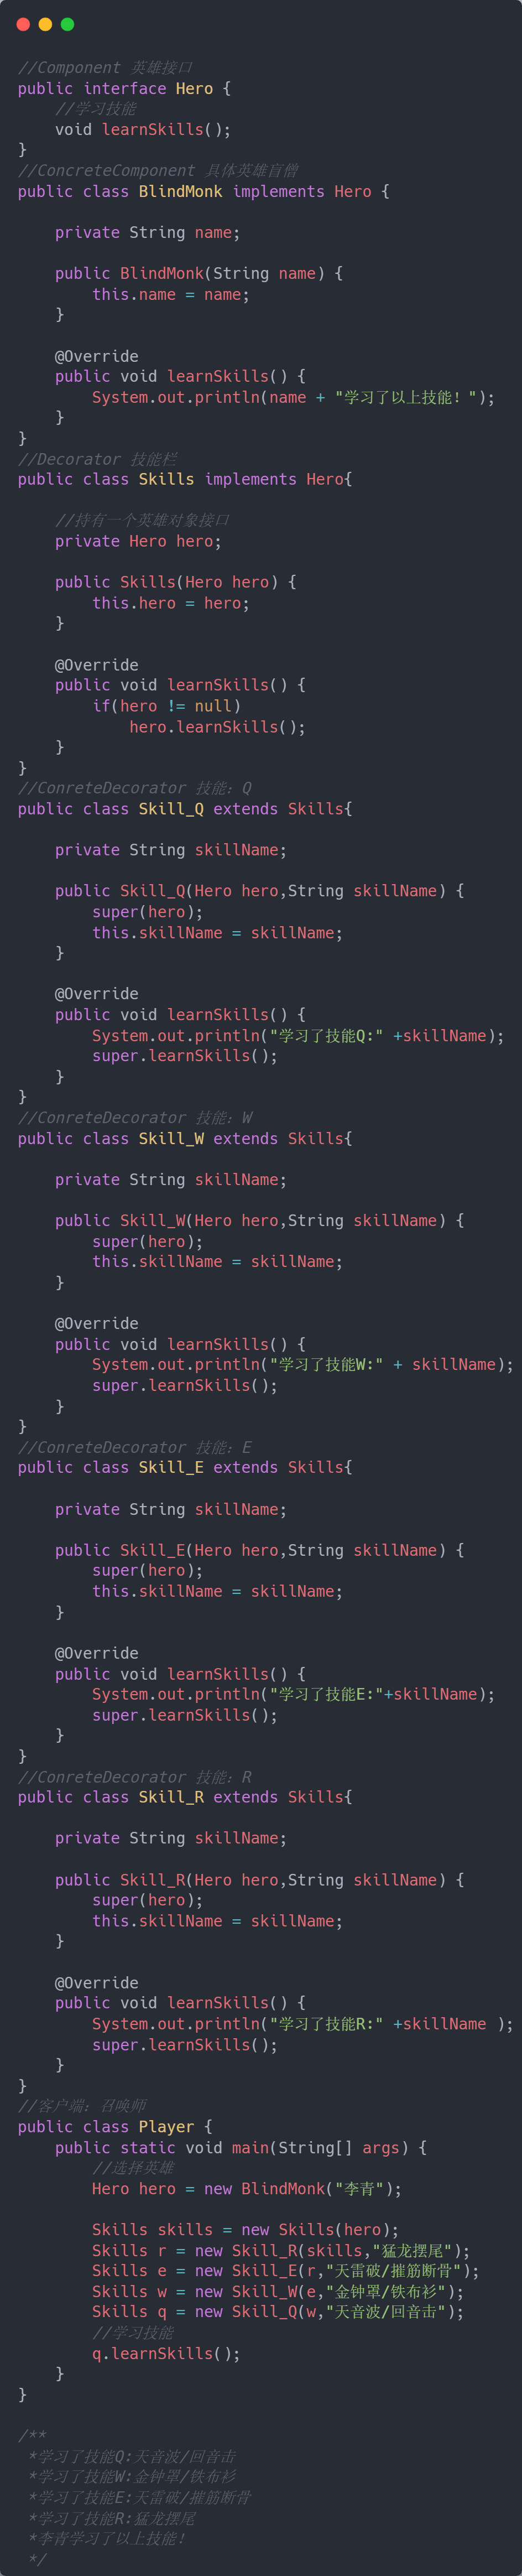 //Component 英雄接口
public interface Hero {
    //学习技能
    void learnSkills();
}
//ConcreteComponent 具体英雄盲僧
public class BlindMonk implements Hero {

    private String name;

    public BlindMonk(String name) {
        this.name = name;
    }

    @Override
    public void learnSkills() {
        System.out.println(name + "学习了以上技能！");
    }
}
//Decorator 技能栏
public class Skills implements Hero{

    //持有一个英雄对象接口
    private Hero hero;

    public Skills(Hero hero) {
        this.hero = hero;
    }

    @Override
    public void learnSkills() {
        if(hero != null)
            hero.learnSkills();
    }
}
//ConreteDecorator 技能：Q
public class Skill_Q extends Skills{

    private String skillName;

    public Skill_Q(Hero hero,String skillName) {
        super(hero);
        this.skillName = skillName;
    }

    @Override
    public void learnSkills() {
        System.out.println("学习了技能Q:" +skillName);
        super.learnSkills();
    }
}
//ConreteDecorator 技能：W
public class Skill_W extends Skills{

    private String skillName;

    public Skill_W(Hero hero,String skillName) {
        super(hero);
        this.skillName = skillName;
    }

    @Override
    public void learnSkills() {
        System.out.println("学习了技能W:" + skillName);
        super.learnSkills();
    }
}
//ConreteDecorator 技能：E
public class Skill_E extends Skills{

    private String skillName;

    public Skill_E(Hero hero,String skillName) {
        super(hero);
        this.skillName = skillName;
    }

    @Override
    public void learnSkills() {
        System.out.println("学习了技能E:"+skillName);
        super.learnSkills();
    }
}
//ConreteDecorator 技能：R
public class Skill_R extends Skills{

    private String skillName;

    public Skill_R(Hero hero,String skillName) {
        super(hero);
        this.skillName = skillName;
    }

    @Override
    public void learnSkills() {
        System.out.println("学习了技能R:" +skillName );
        super.learnSkills();
    }
}
//客户端：召唤师
public class Player {
    public static void main(String[] args) {
        //选择英雄
        Hero hero = new BlindMonk("李青");

        Skills skills = new Skills(hero);
        Skills r = new Skill_R(skills,"猛龙摆尾");
        Skills e = new Skill_E(r,"天雷破/摧筋断骨");
        Skills w = new Skill_W(e,"金钟罩/铁布衫");
        Skills q = new Skill_Q(w,"天音波/回音击");
        //学习技能
        q.learnSkills();
    }
}

/**
 *学习了技能Q:天音波/回音击
 *学习了技能W:金钟罩/铁布衫
 *学习了技能E:天雷破/摧筋断骨
 *学习了技能R:猛龙摆尾
 *李青学习了以上技能！
 */